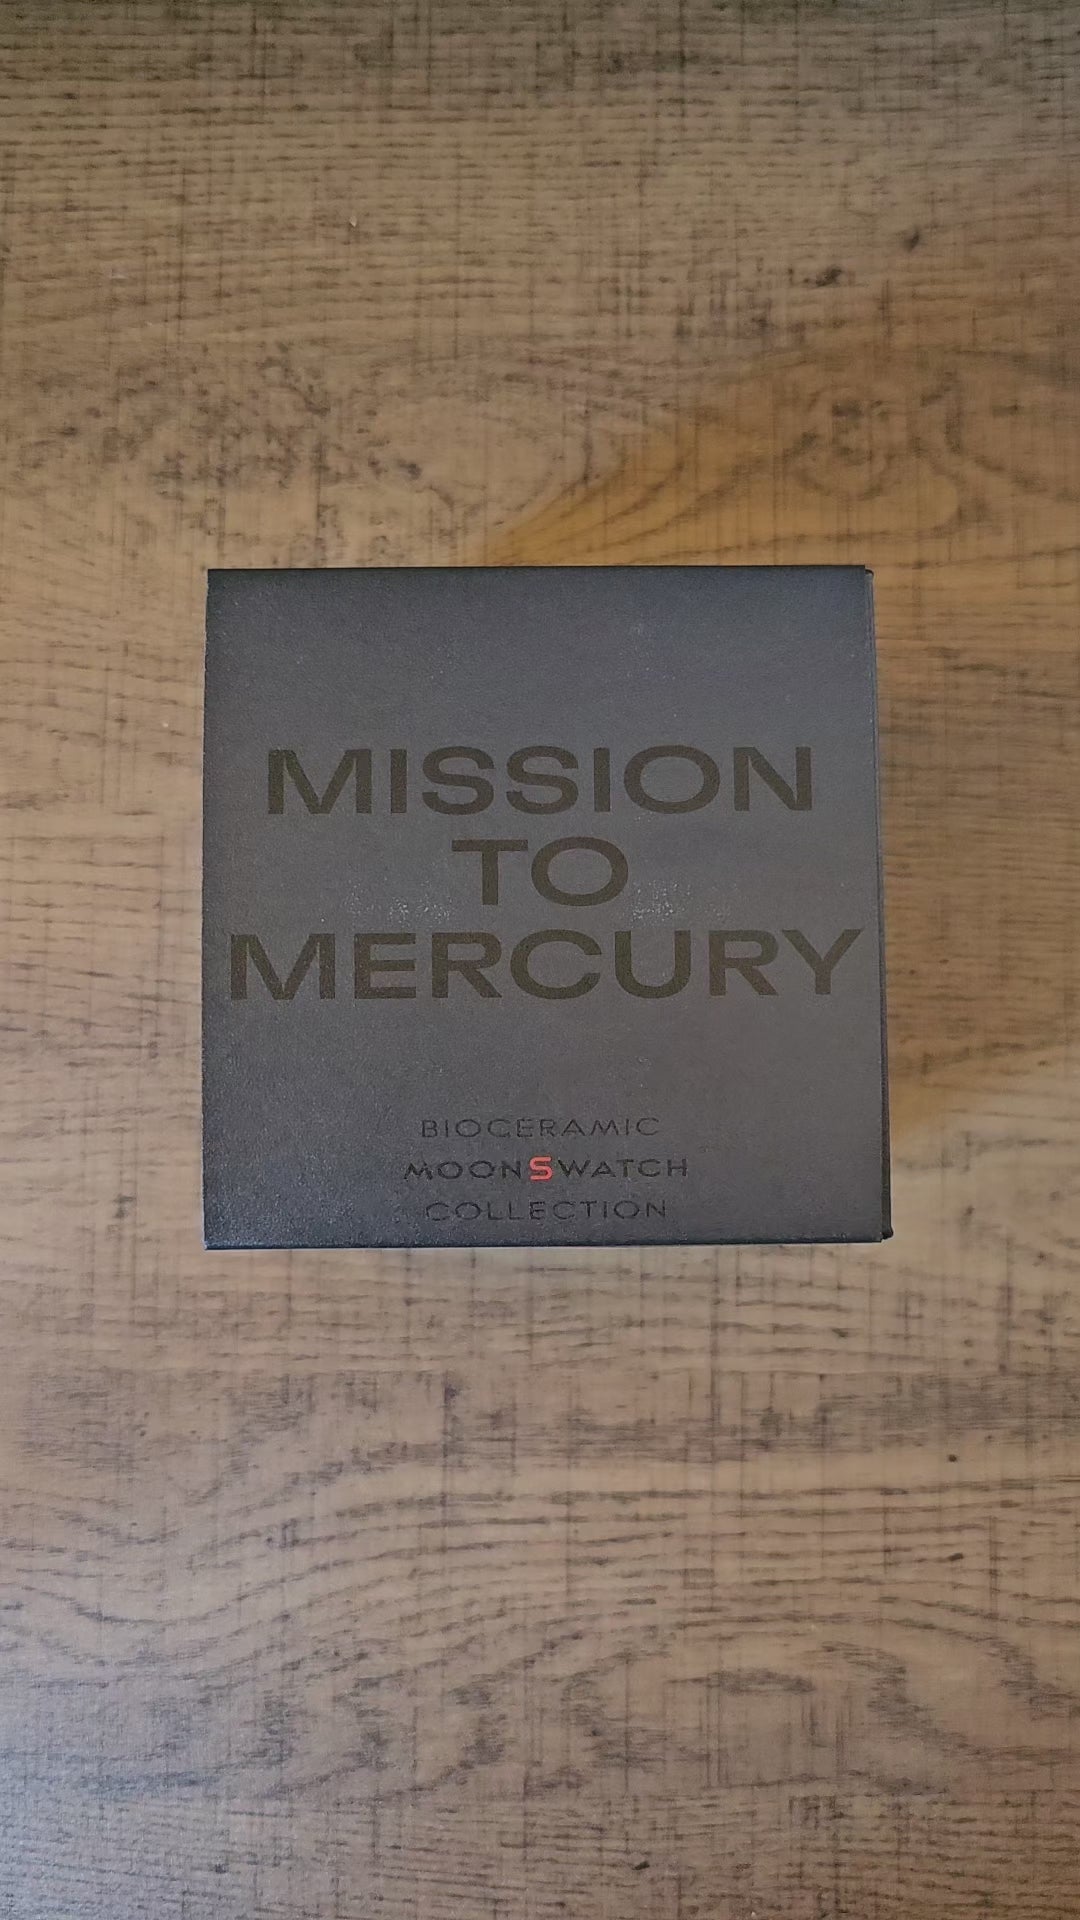 MISSION
TO
MERCURY
BIOCERAMIC
MOONSWATCH
COLLECTION